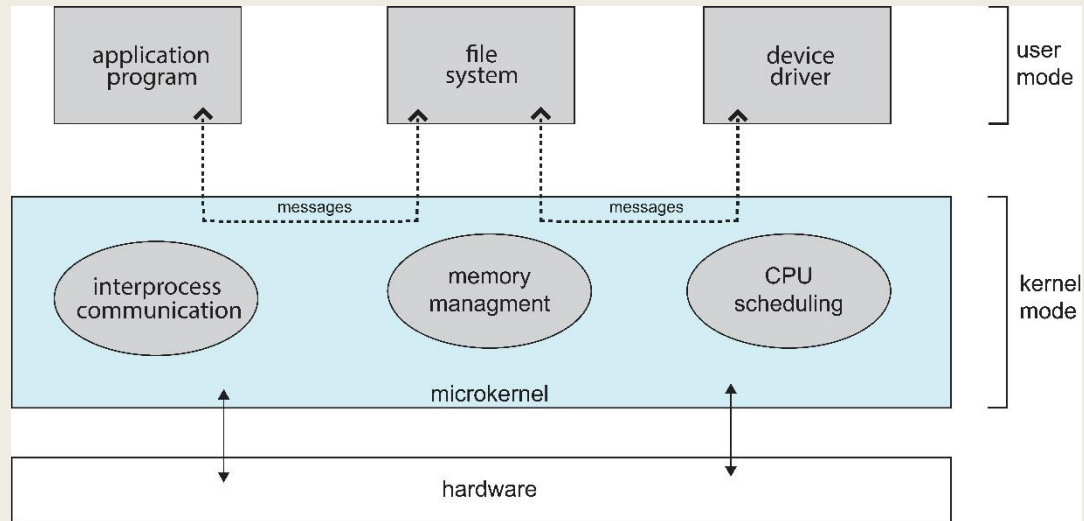 application
program
file
system
device
driver
user
mode
messages
messages
interprocess
communication
memory
managment
CPU
scheduling
kernel
mode
microkernel
hardware